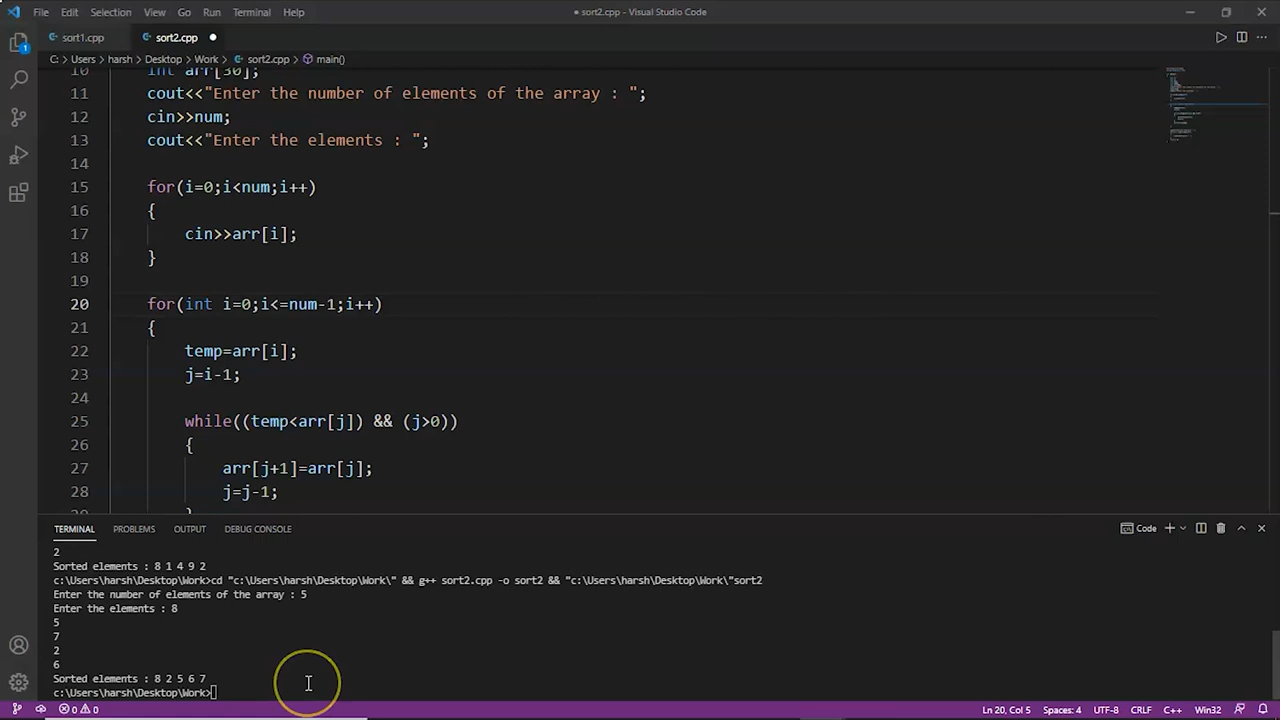 File Edit Selection View Go Run Terminal Help
● sort2.cpp - Visual Studio Code
sort1.cpp
sort2.cpp ●
C: > Users > harsh > Desktop > Work > sort2.cpp > main()
10 int arr[30];
11 cout<<"Enter the number of elements of the array : ";
12 cin>>num;
13 cout<<"Enter the elements : ";
14
15 for(i=0;i<num;i++)
16 {
17 cin>>arr[i];
18 }
19
20 for(int i=0;i<=num-1;i++)
21 {
22 temp=arr[i];
23 j=i-1;
24
25 while((temp<arr[j]) && (j>0))
26 {
27 arr[j+1]=arr[j];
28 j=j-1;
}
1
TERMINAL PROBLEMS OUTPUT DEBUG CONSOLE
Code
2
Sorted elements : 8 1 4 9 2
c:\Users\harsh\Desktop\Work>cd "c:\Users\harsh\Desktop\Work\" && g++ sort2.cpp -o sort2 && "c:\Users\harsh\Desktop\Work\"sort2
Enter the number of elements of the array : 5
Enter the elements : 8
5
7
2
6
Sorted elements : 8 2 5 6 7
c:\Users\harsh\Desktop\Work>
0 0
Ln 20, Col 5 Spaces: 4 UTF-8 CRLF C++ Win32